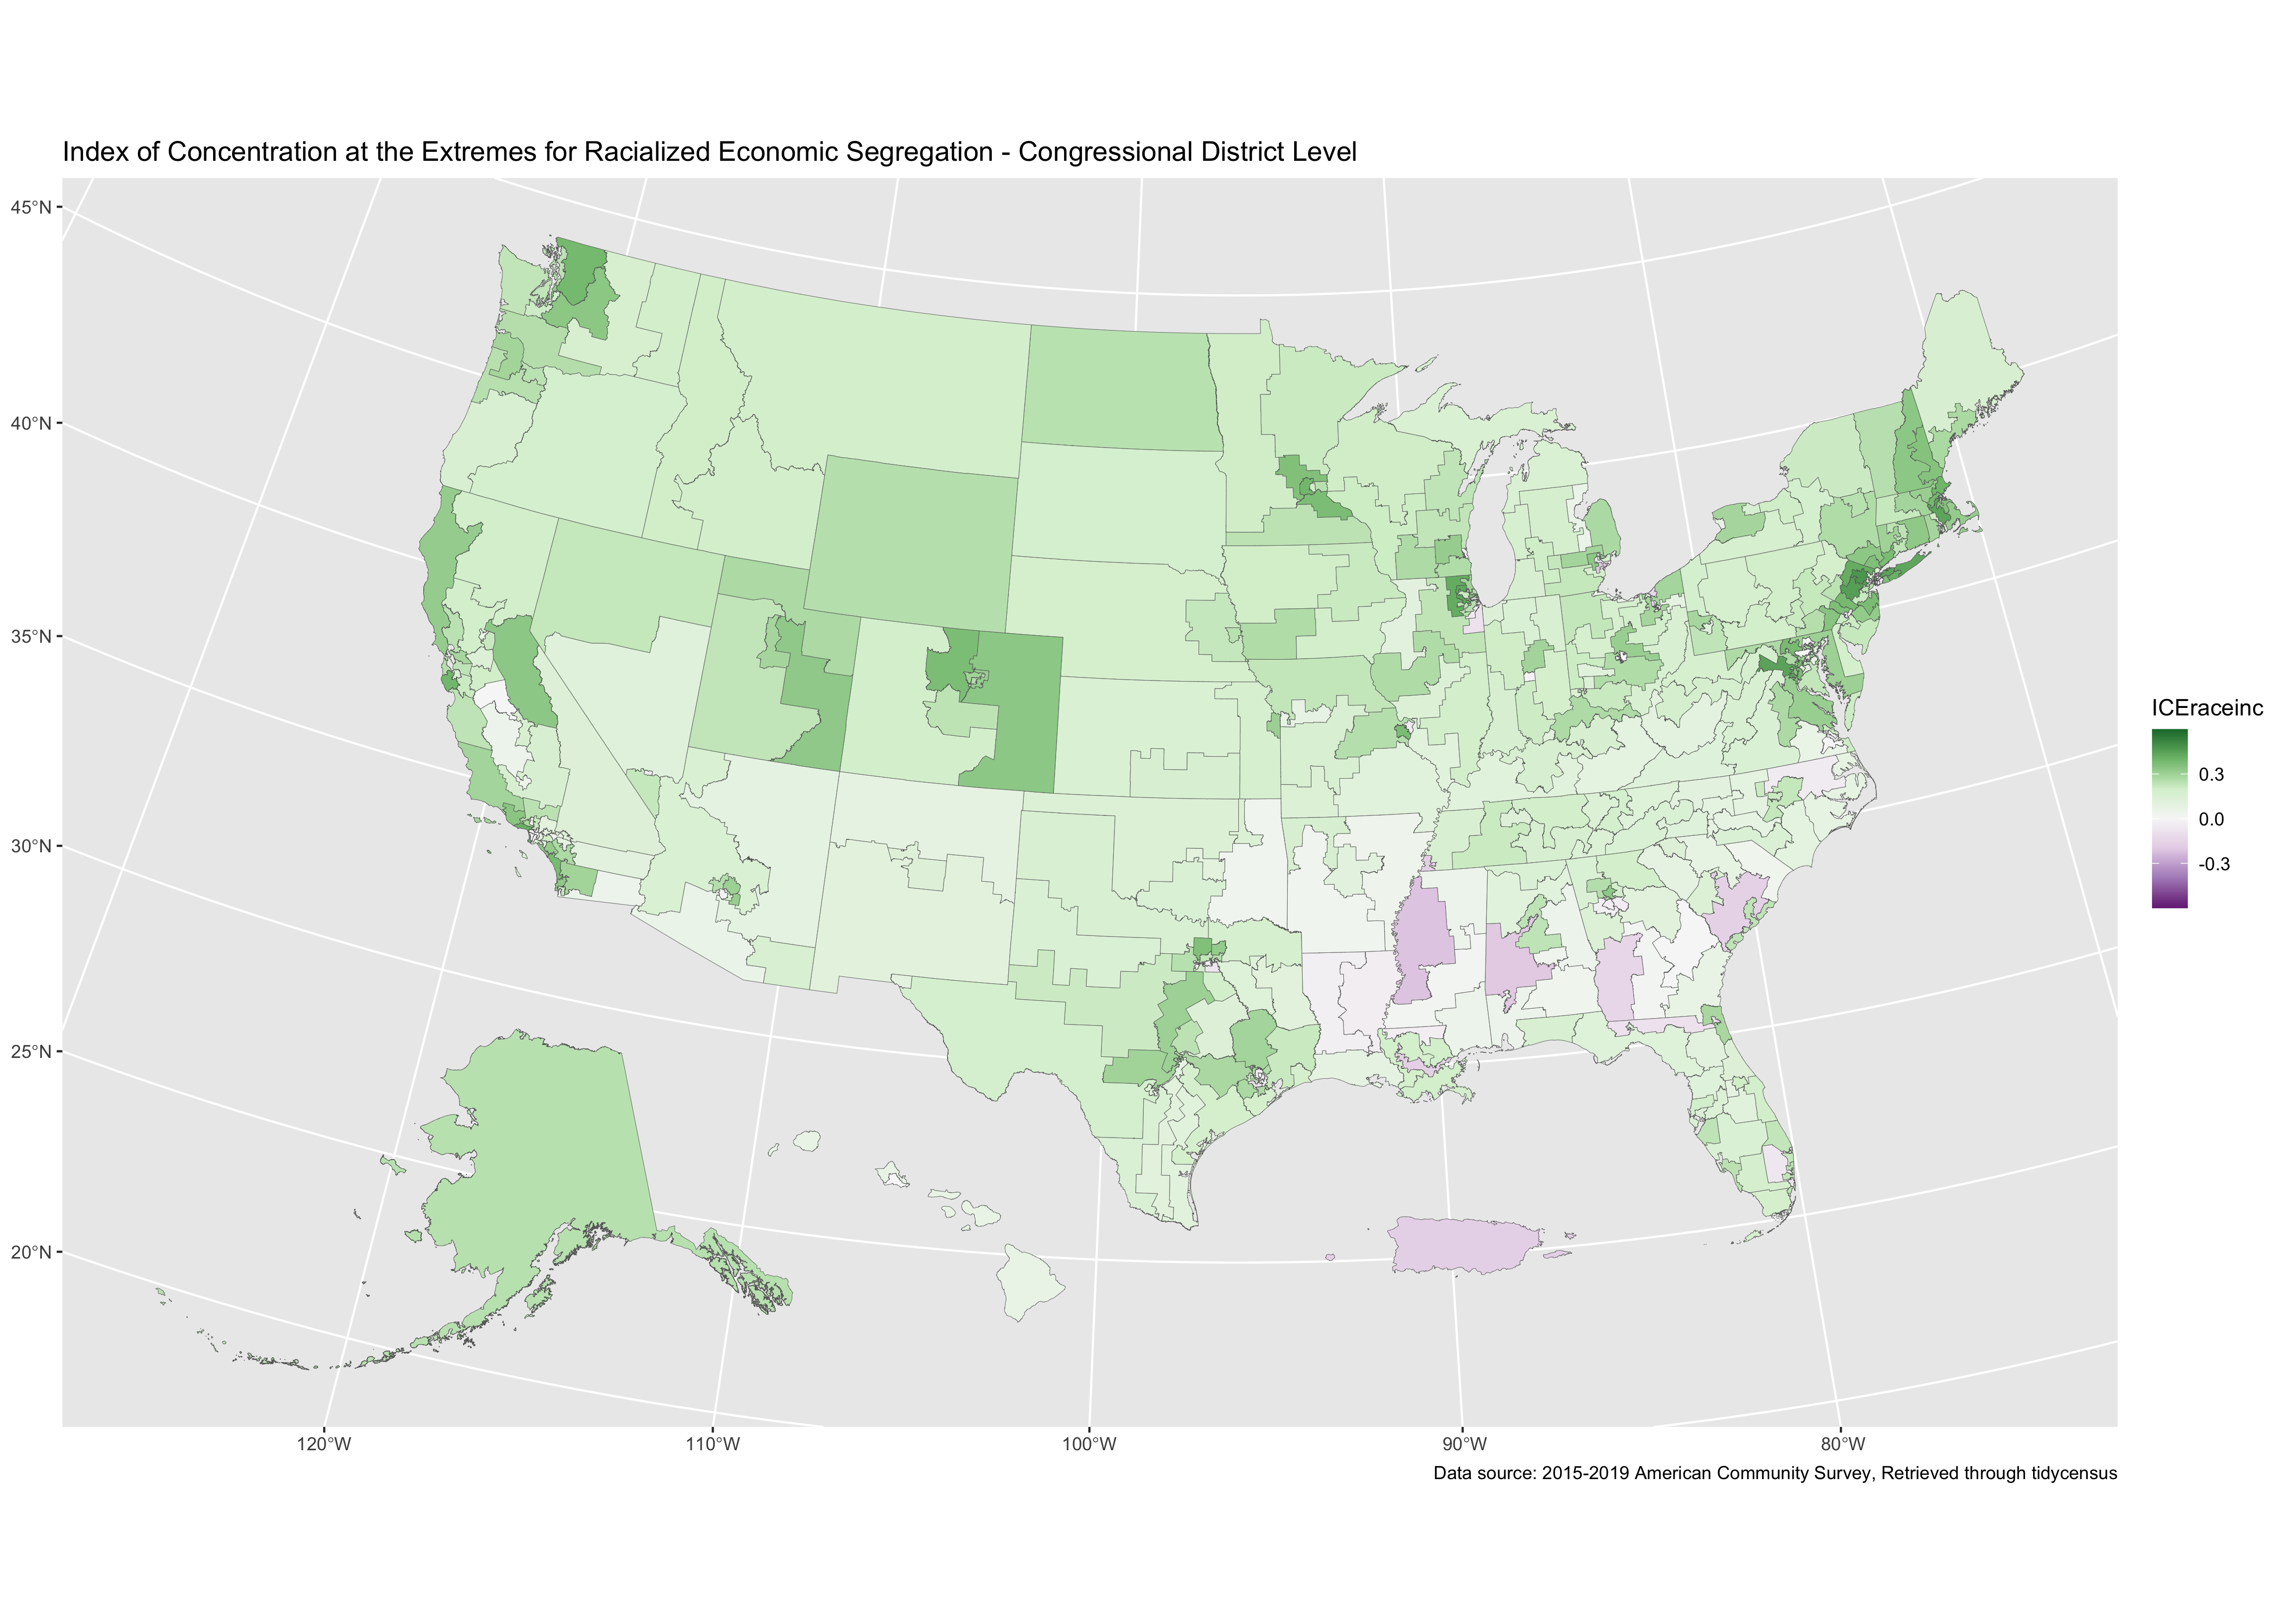 Index of Concentration at the Extremes for Racialized Economic Segregation - Congressional District Level
45°N
40°N
35°N
30°N
25°N
20°N
ICEraceinc
0.3
0.0
-0.3
120°W 110°W 100°W 90°W 80°W
Data source: 2015-2019 American Community Survey, Retrieved through tidycensus